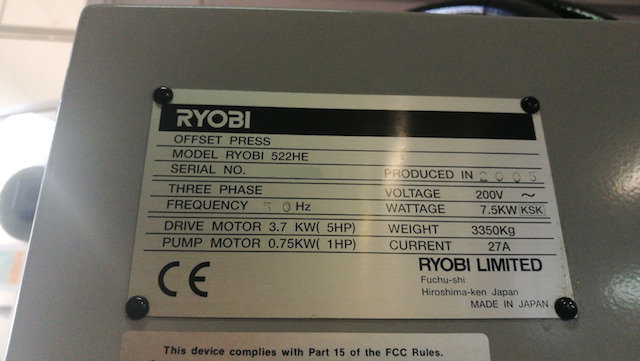 RYOBI
OFFSET PRESS
MODEL RYOBI 522HE
SERIAL NO.
PRODUCED IN 2005
THREE PHASE
VOLTAGE 200V ~
FREQUENCY 50 Hz
WATTAGE 7.5KW KSK
DRIVE MOTOR 3.7 KW( 5HP)
WEIGHT 3350Kg
PUMP MOTOR 0.75KW( 1HP)
CURRENT 27A
CE
RYOBI LIMITED
Fuchu-shi
Hiroshima-ken Japan
MADE IN JAPAN
This device complies with Part 15 of the FCC Rules.